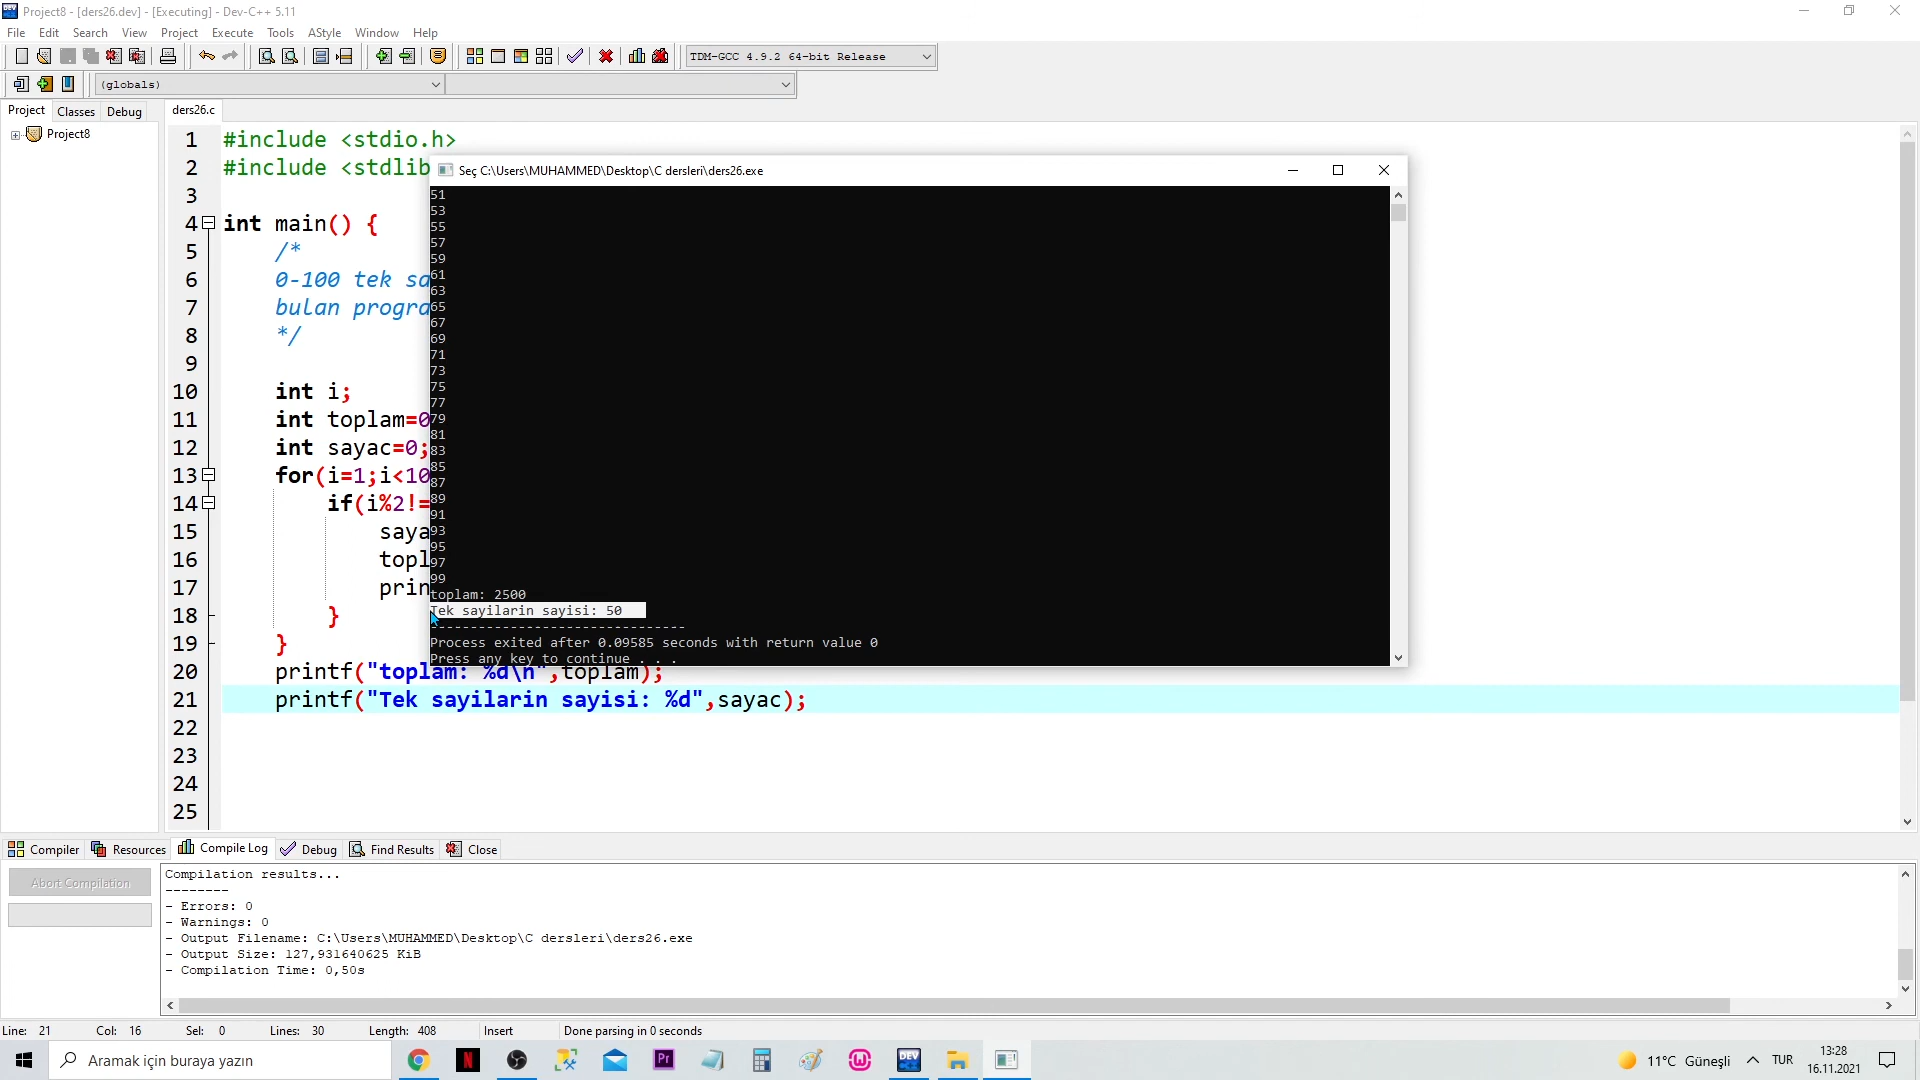 Project8 - [ders26.dev] - [Executing] - Dev-C++ 5.11
File Edit Search View Project Execute Tools AStyle Window Help
TDM-GCC 4.9.2 64-bit Release
(globals)
Project Classes Debug
ders26.c
Project8
1 #include <stdio.h>
2 #include <stdlib
3
4 int main() {
5 /*
6 0-100 tek sa
7 bulan progra
8 */
9
10 int i;
11 int toplam=0
12 int sayac=0;
13 for(i=1;i<10
14 if(i%2!=
15 saya
16 topl
17 prin
18 }
19 }
20 printf("toplam: %d\n",toplam);
21 printf("Tek sayilarin sayisi: %d",sayac);
22
23
24
25
Seç C:\Users\MUHAMMED\Desktop\C dersleri\ders26.exe
51
53
55
57
59
61
63
65
67
69
71
73
75
77
79
81
83
85
87
89
91
93
95
97
99
toplam: 2500
Tek sayilarin sayisi: 50
--------------------------------
Process exited after 0.09585 seconds with return value 0
Press any key to continue . . .
Compiler Resources Compile Log Debug Find Results Close
Abort Compilation
Compilation results...
--------
- Errors: 0
- Warnings: 0
- Output Filename: C:\Users\MUHAMMED\Desktop\C dersleri\ders26.exe
- Output Size: 127,931640625 KiB
- Compilation Time: 0,50s
Line: 21 Col: 16 Sel: 0 Lines: 30 Length: 408 Insert Done parsing in 0 seconds
Aramak için buraya yazın
Pr
DEV
11°C Güneşli
TUR
13:28
16.11.2021